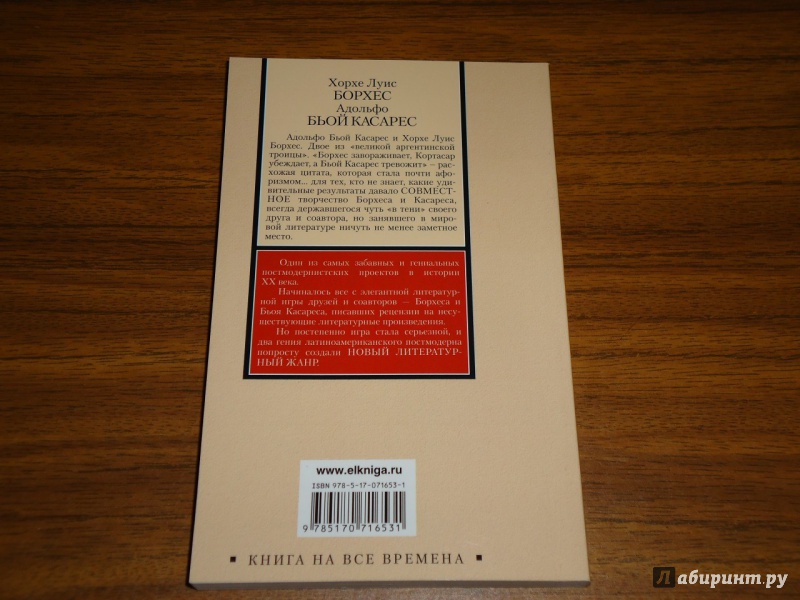 Хорхе Луис
БОРХЕС
Адольфо
БЬОЙ КАСАРЕС
Адольфо Бьой Касарес и Хорхе Луис
Борхес. Двое из «великой аргентинской
троицы». «Борхес завораживает, Кортасар
убеждает, а Бьой Касарес тревожит» – рас-
хожая цитата, которая стала почти афо-
ризмом... для тех, кто не знает, какие уди-
вительные результаты давало СОВМЕСТ-
НОЕ творчество Борхеса и Касареса,
всегда державшегося чуть «в тени» своего
друга и соавтора, но занявшего в миро-
вой литературе ничуть не менее заметное
место.
Один из самых забавных и гениальных
постмодернистских проектов в истории
XX века.
Начиналось все с элегантной литератур-
ной игры друзей и соавторов – Борхеса и
Бьоя Касареса, писавших рецензии на несу-
ществующие литературные произведения.
Но постепенно игра стала серьезной, и
два гения латиноамериканского постмодерна
попросту создали НОВЫЙ ЛИТЕРАТУР-
НЫЙ ЖАНР.
www.elkniga.ru
ISBN 978-5-17-071653-1
9 785170 716531
КНИГА НА ВСЕ ВРЕМЕНА
Лабиринт.ру